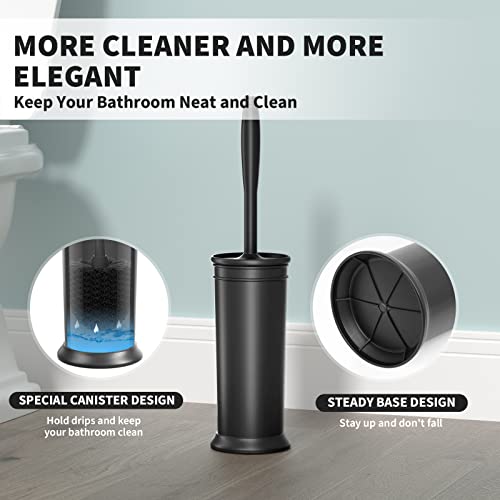 MORE CLEANER AND MORE
ELEGANT
Keep Your Bathroom Neat and Clean
SPECIAL CANISTER DESIGN
Hold drips and keep
your bathroom clean
STEADY BASE DESIGN
Stay up and don't fall